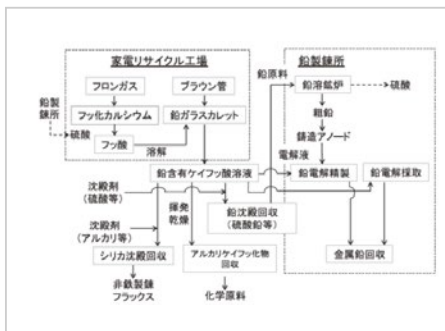 家電リサイクル工場
鉛製錬所
フロンガス
ブラウン管
鉛原料
鉛溶鉱炉
硫酸
フッ化カルシウム
鉛ガラスカレット
粗鉛
鉛製錬所
硫酸
フッ酸
溶解
鋳造アノード
電解液
鉛含有ケイフッ酸溶液
鉛電解精製
鉛電解採取
沈殿剤
(硫酸等)
鉛沈殿回収
(硫酸鉛等)
沈殿剤
(アルカリ等)
揮発
乾燥
シリカ沈殿回収
アルカリケイフッ化物
回収
金属鉛回収
非鉄製錬
フラックス
化学原料